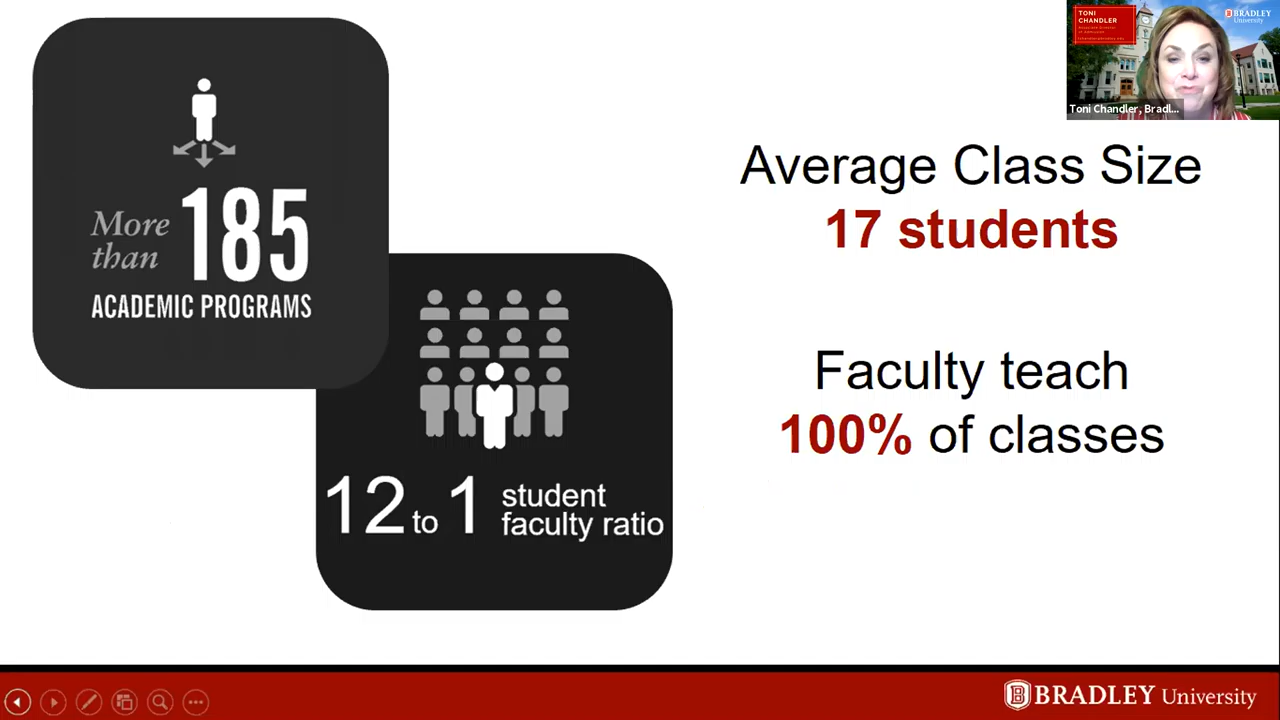 More than 185
ACADEMIC PROGRAMS
12 to 1 student faculty ratio
Average Class Size
17 students
Faculty teach
100% of classes
TONI
CHANDLER
BRADLEY
University
Toni Chandler, Bradl...
BRADLEY University